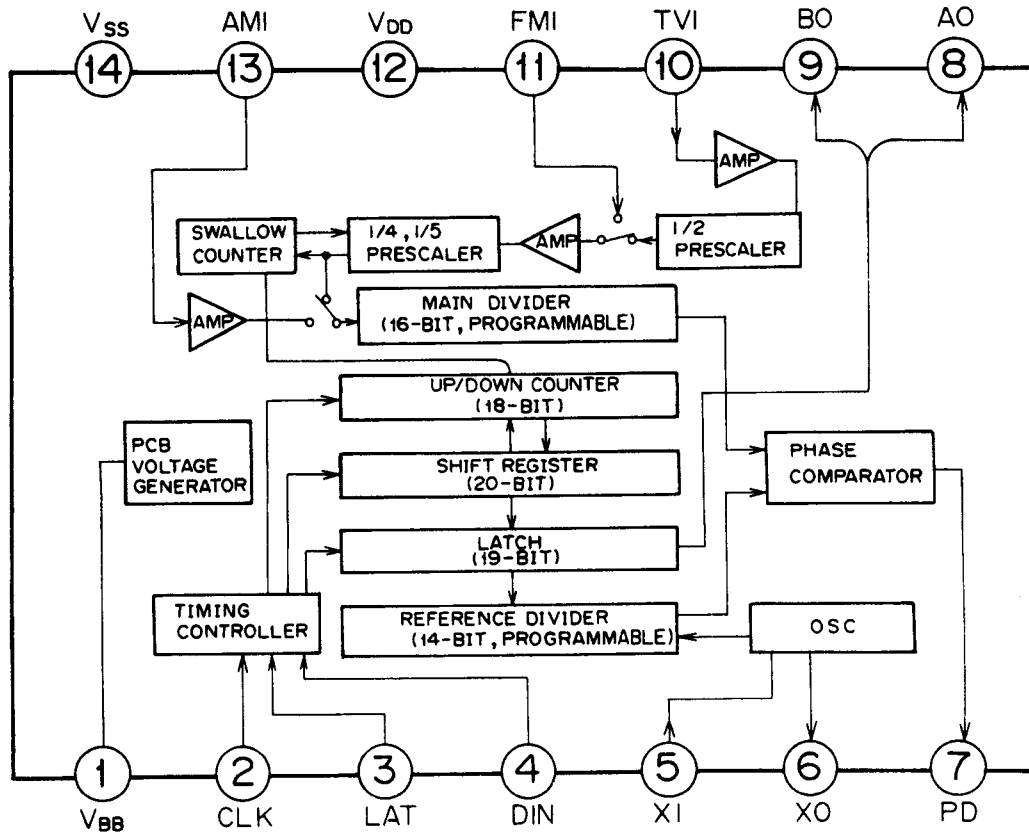 VSS AMI VDD FMI TVI BO AO
14 13 12 11 10 9 8
AMP
SWALLOW
COUNTER
1/4, 1/5
PRESCALER
AMP
1/2
PRESCALER
AMP
MAIN DIVIDER
(16-BIT, PROGRAMMABLE)
UP/DOWN COUNTER
(18-BIT)
PCB
VOLTAGE
GENERATOR
SHIFT REGISTER
(20-BIT)
PHASE
COMPARATOR
LATCH
(19-BIT)
TIMING
CONTROLLER
REFERENCE DIVIDER
(14-BIT, PROGRAMMABLE)
OSC
1 2 3 4 5 6 7
VBB CLK LAT DIN XI XO PD